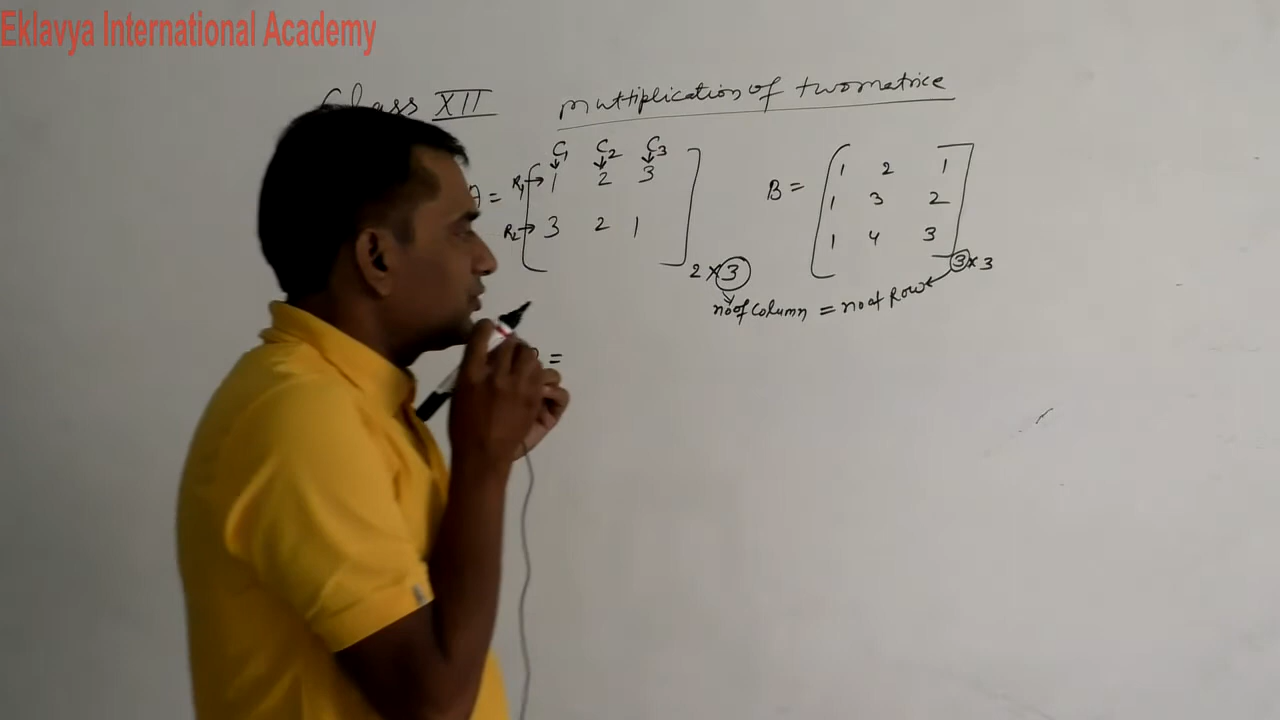 Eklavya International Academy
Class XII multiplication of two matrice
C1 C2 C3
R1→ 1 2 3
R2→ 3 2 1
2 × 3
B =
1 2 1
1 3 2
1 4 3
3 × 3
no of column = no of Row
=